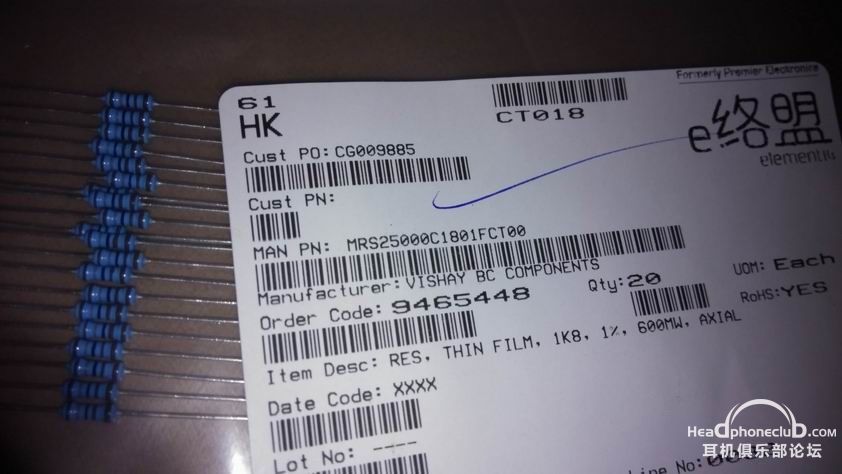 Formerly Premier Electronics
61
HK
CT018
e络盟
element14
Cust PO: CG009885
Cust PN:
MAN PN: MRS25000C1801FCT00
Manufacturer: VISHAY BC COMPONENTS
Order Code: 9465448
Qty: 20
UOM: Each
RoHS: YES
Item Desc: RES, THIN FILM, 1K8, 1%, 600MW, AXIAL
Date Code: XXXX
Lot No: ----
Line No:
Headphoneclub.com
耳机俱乐部论坛